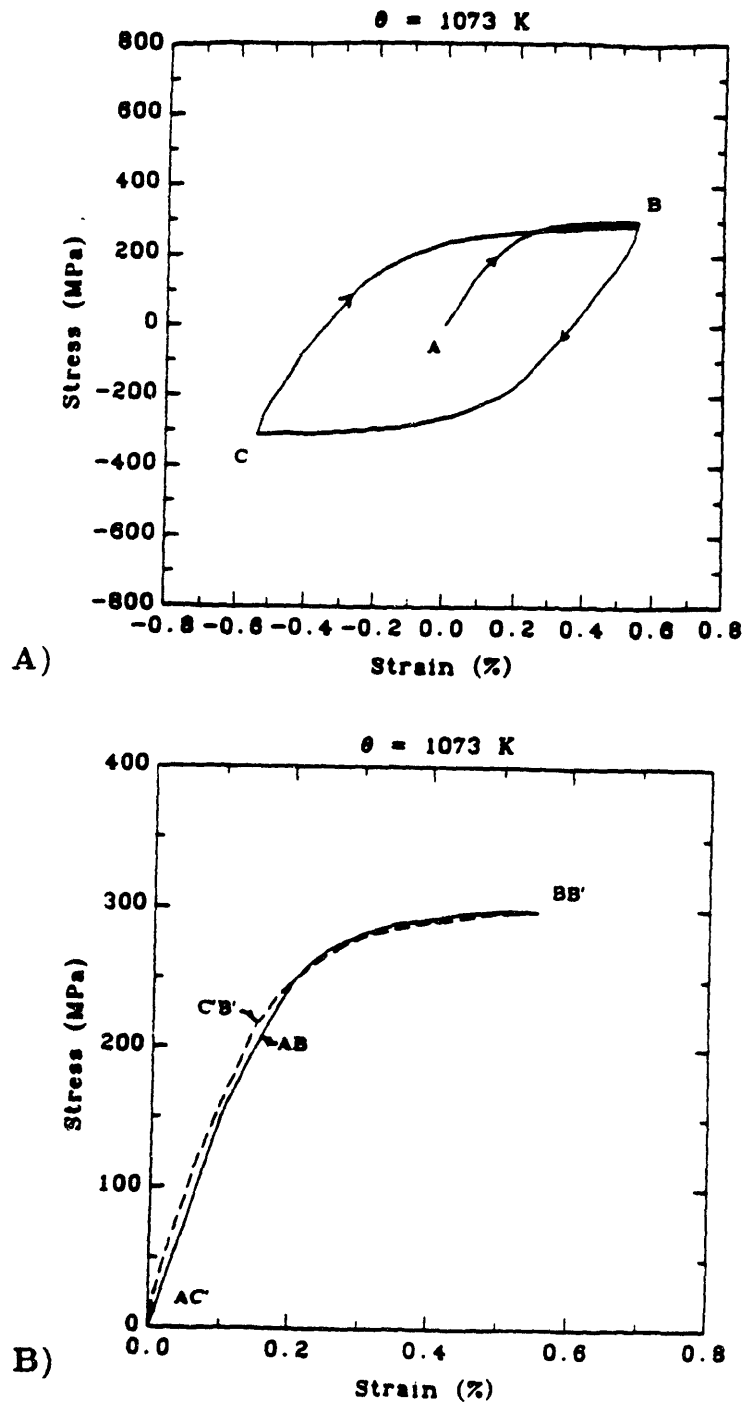 θ = 1073 K
800
600
400
200
0
-200
-400
-600
-800
Stress (MPa)
A
B
C
-0.8 -0.6 -0.4 -0.2 0.0 0.2 0.4 0.6 0.8
Strain (%)
A)
θ = 1073 K
400
300
200
100
0
Stress (MPa)
BB'
C'B'
AB
AC'
0.0 0.2 0.4 0.6 0.8
Strain (%)
B)